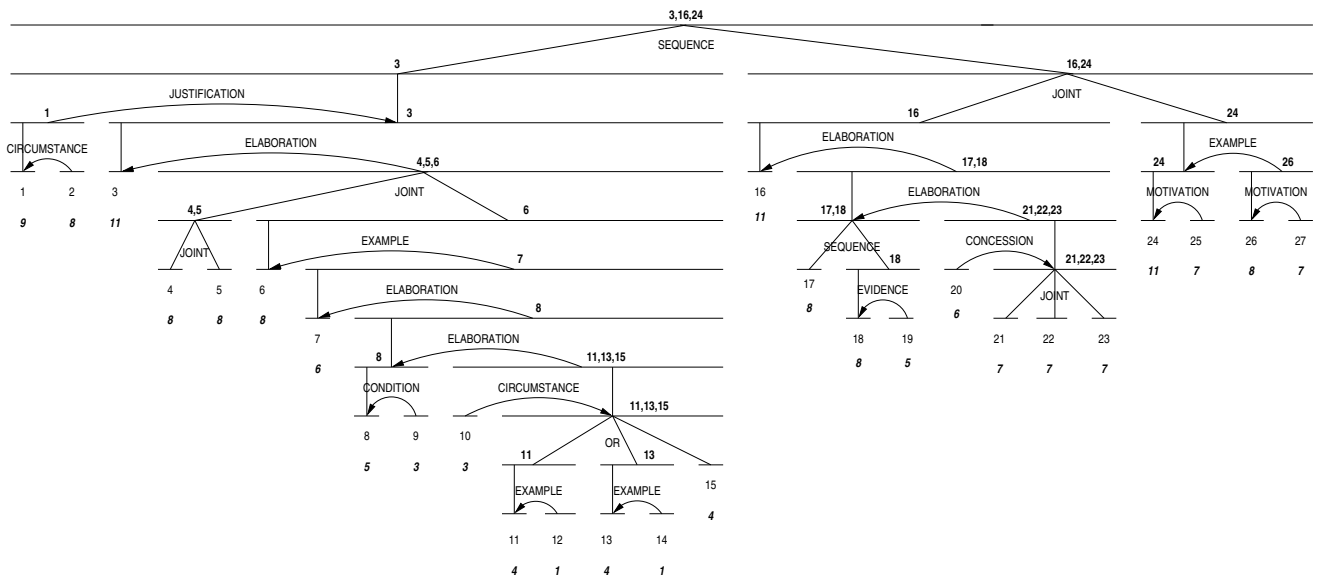 3,16,24
SEQUENCE
3 16,24
JUSTIFICATION JOINT
1 3 16 24
CIRCUMSTANCE ELABORATION ELABORATION EXAMPLE
4,5,6 17,18 24 26
1 2 3 JOINT 16 ELABORATION MOTIVATION MOTIVATION
9 8 11 4,5 6 11 17,18 21,22,23
JOINT EXAMPLE SEQUENCE CONCESSION 24 25 26 27
7 18 21,22,23 11 7 8 7
4 5 6 ELABORATION 17 EVIDENCE 20 JOINT
8 8 8 8 8 6
7 ELABORATION 18 19 21 22 23
6 8 11,13,15 8 5 7 7 7
CONDITION CIRCUMSTANCE
11,13,15
8 9 10 OR
5 3 3 11 13
EXAMPLE EXAMPLE 15
4
11 12 13 14
4 1 4 1